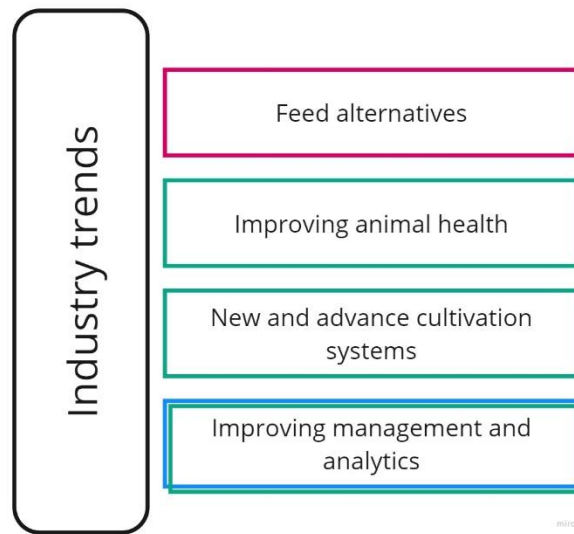 Industry trends
Feed alternatives
Improving animal health
New and advance cultivation
systems
Improving management and
analytics